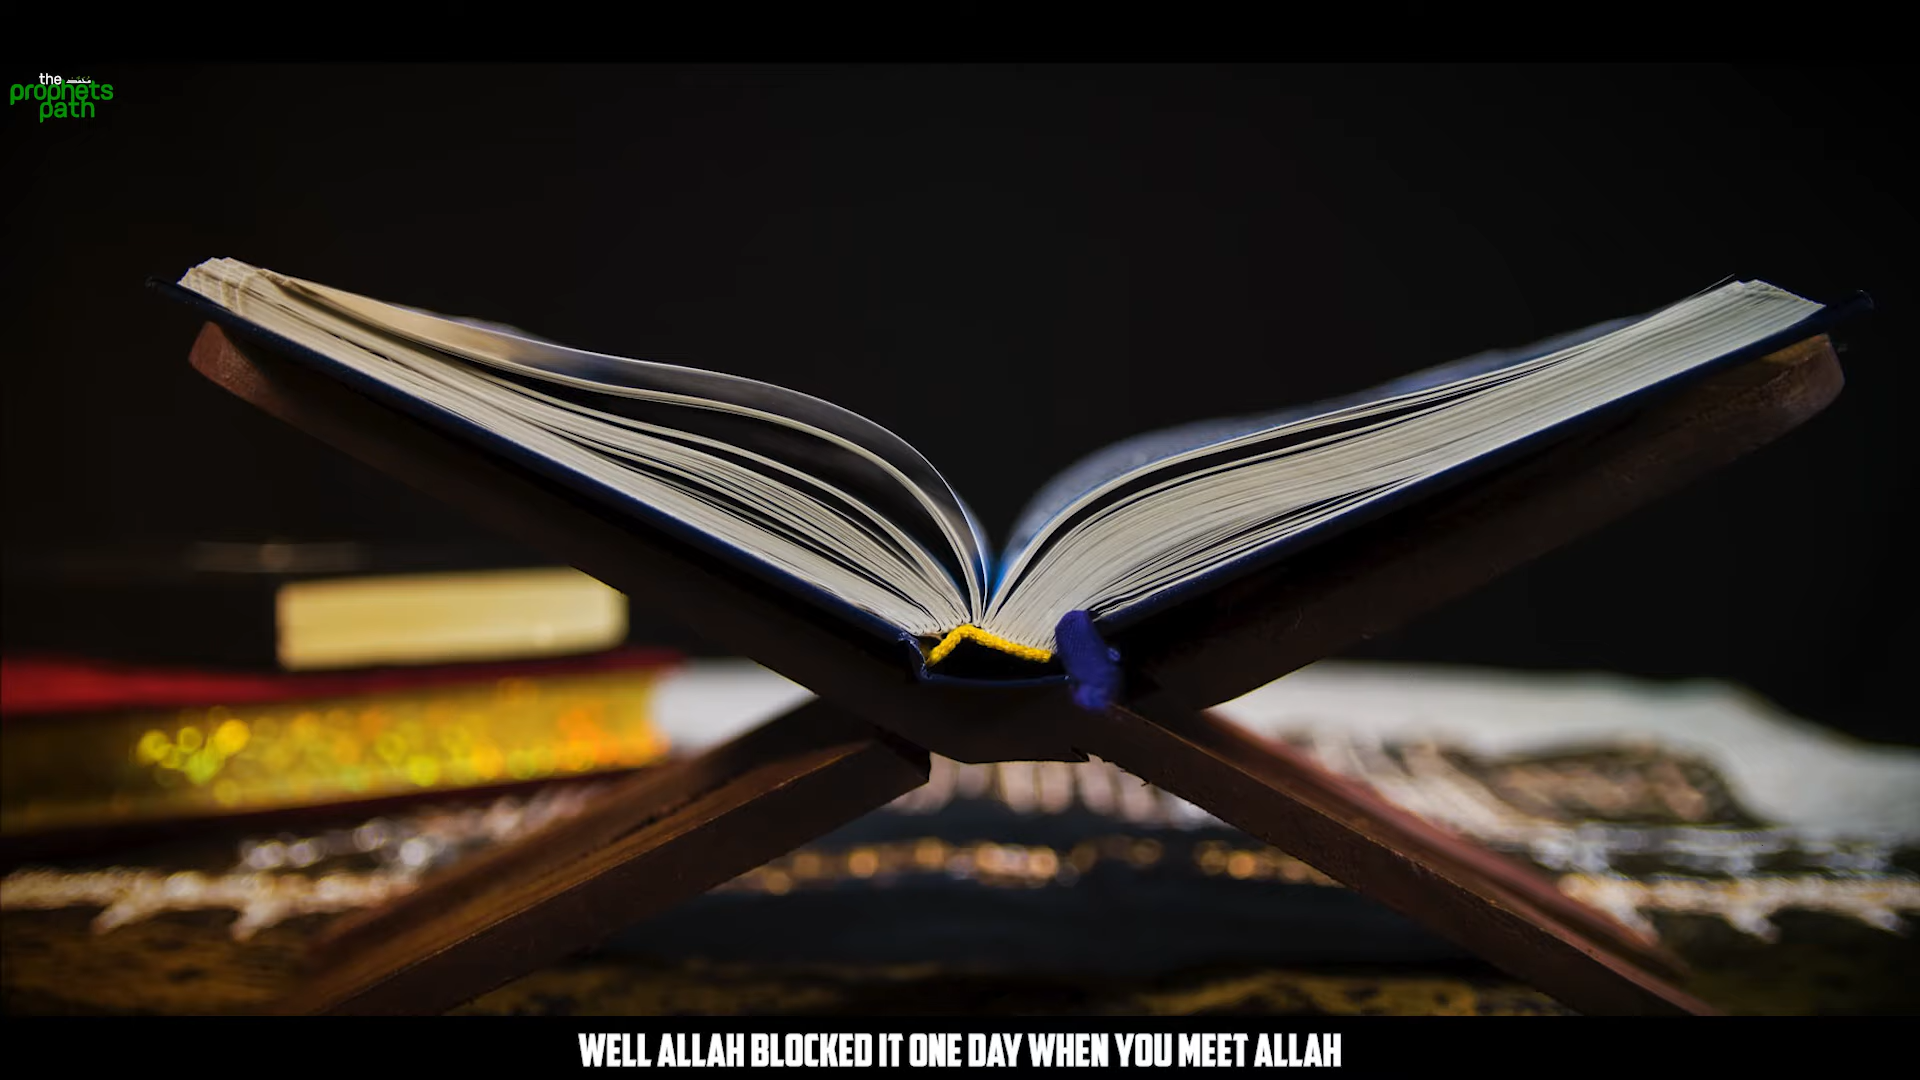 the
prophets
path
WELL ALLAH BLOCKED IT ONE DAY WHEN YOU MEET ALLAH